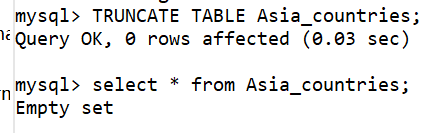 mysql> TRUNCATE TABLE Asia_countries;
Query OK, 0 rows affected (0.03 sec)
mysql> select * from Asia_countries;
Empty set